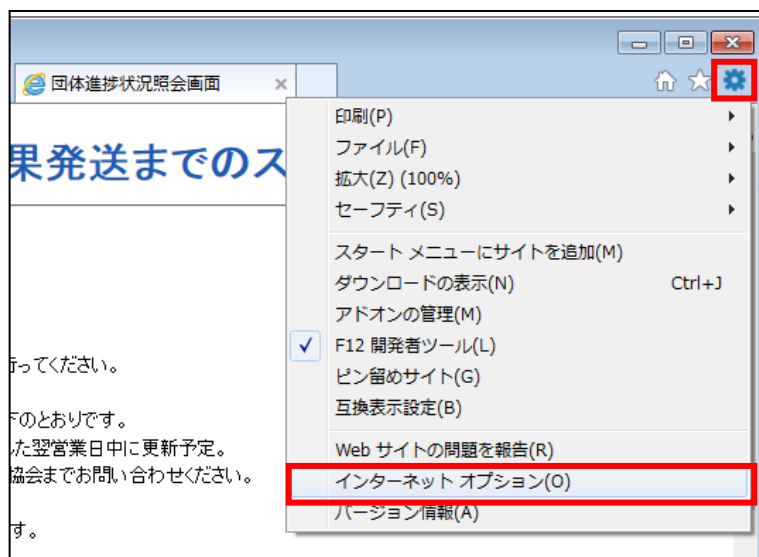 団体進捗状況照会画面
果発送までのス
印刷(P)
ファイル(F)
拡大(Z) (100%)
セーフティ(S)
スタート メニューにサイトを追加(M)
ダウンロードの表示(N) Ctrl+J
アドオンの管理(M)
F12 開発者ツール(L)
ピン留めサイト(G)
互換表示設定(B)
Web サイトの問題を報告(R)
インターネット オプション(O)
バージョン情報(A)
行ってください。
下のとおりです。
した翌営業日中に更新予定。
協会までお問い合わせください。
す。